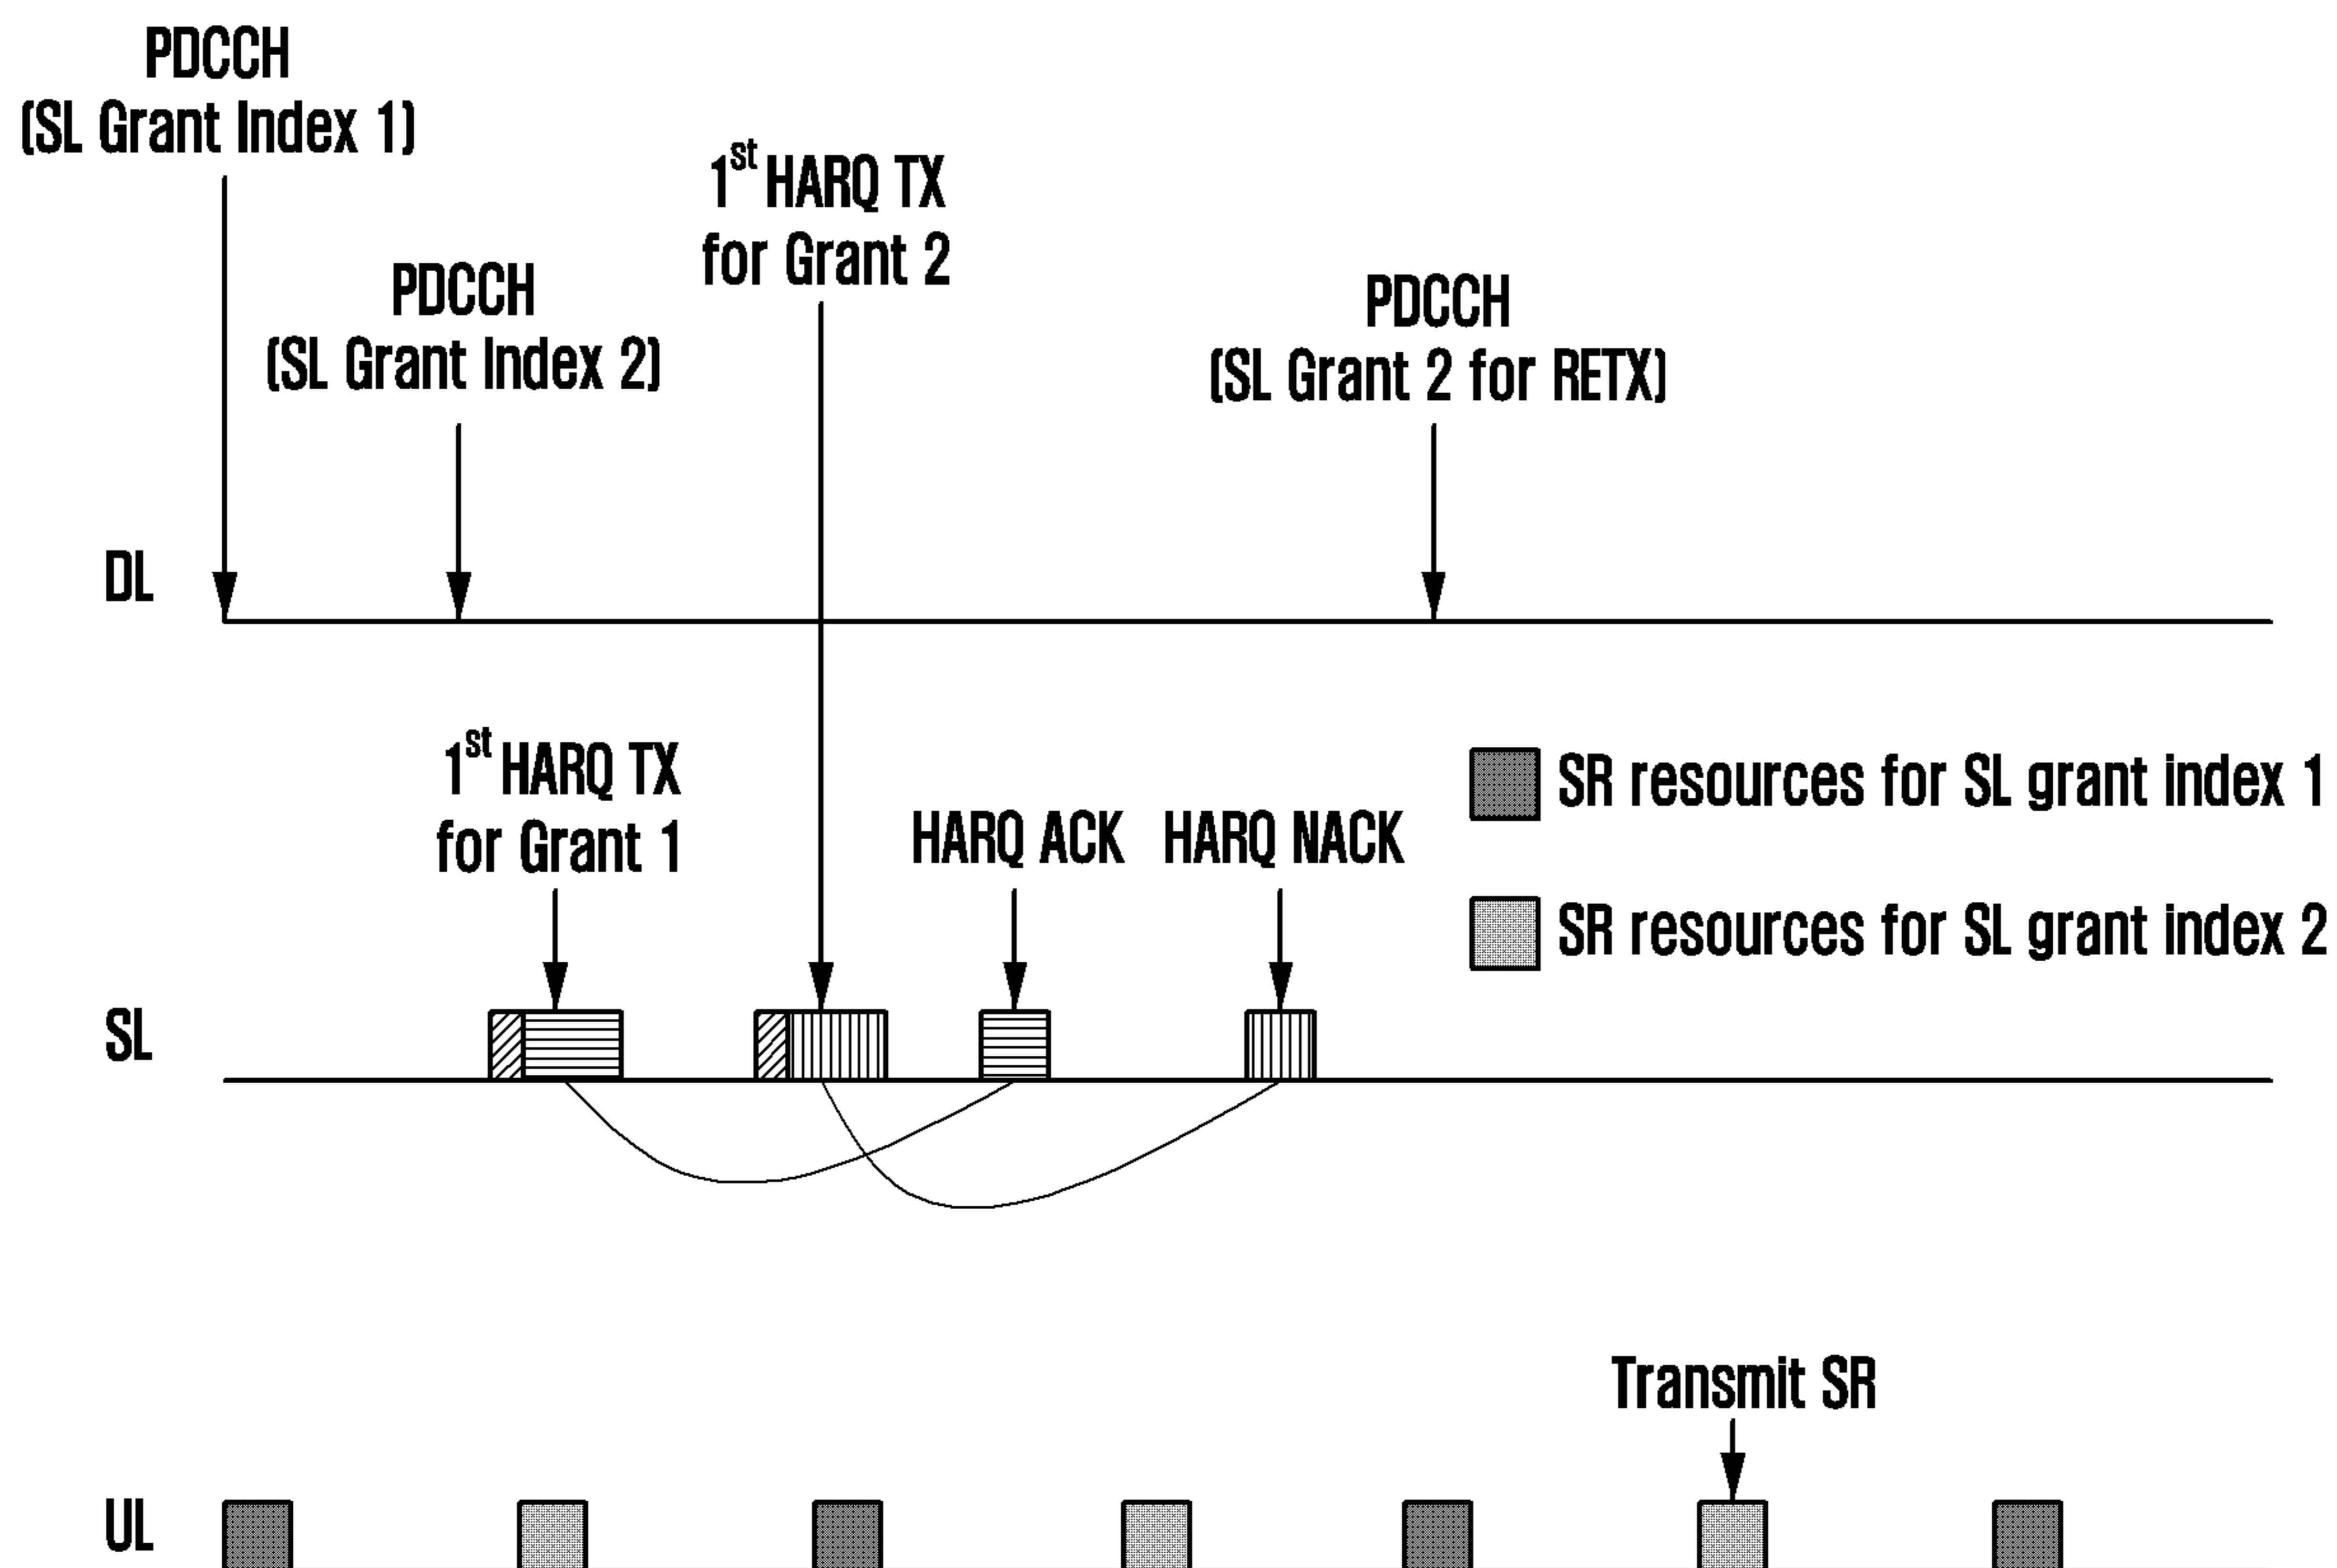 PDCCH
(SL Grant Index 1)
1st HARQ TX
for Grant 2
PDCCH
(SL Grant Index 2)
PDCCH
(SL Grant 2 for RETX)
DL
1st HARQ TX
for Grant 1
HARQ ACK
HARQ NACK
SR resources for SL grant index 1
SR resources for SL grant index 2
SL
Transmit SR
UL